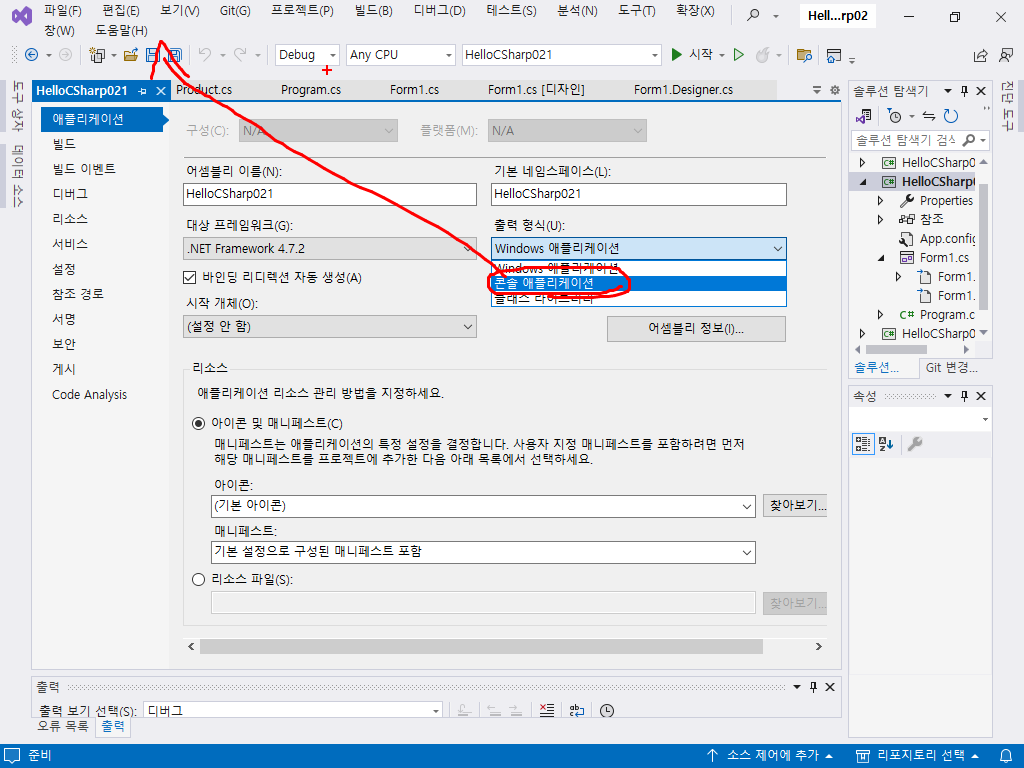 파일(F) 편집(E) 보기(V) Git(G) 프로젝트(P) 빌드(B) 디버그(D) 테스트(S) 분석(N) 도구(T) 확장(X)
Hell...rp02
창(W) 도움말(H)
Debug Any CPU HelloCSharp021 시작
도구 상자
데이터 소스
HelloCSharp021 Product.cs Program.cs Form1.cs Form1.cs [디자인] Form1.Designer.cs
애플리케이션
빌드
빌드 이벤트
디버그
리소스
서비스
설정
참조 경로
서명
보안
게시
Code Analysis
구성(C): N/A 플랫폼(M): N/A
어셈블리 이름(N): 기본 네임스페이스(L):
HelloCSharp021 HelloCSharp021
대상 프레임워크(G): 출력 형식(U):
.NET Framework 4.7.2 Windows 애플리케이션
Windows 애플리케이션
바인딩 리디렉션 자동 생성(A) 콘솔 애플리케이션
클래스 라이브러리
시작 개체(O):
(설정 안 함) 어셈블리 정보(I)...
리소스
애플리케이션 리소스 관리 방법을 지정하세요.
아이콘 및 매니페스트(C)
매니페스트는 애플리케이션의 특정 설정을 결정합니다. 사용자 지정 매니페스트를 포함하려면 먼저
해당 매니페스트를 프로젝트에 추가한 다음 아래 목록에서 선택하세요.
아이콘:
(기본 아이콘) 찾아보기...
매니페스트:
기본 설정으로 구성된 매니페스트 포함
리소스 파일(S):
찾아보기...
솔루션 탐색기
솔루션 탐색기 검색
HelloCSharp0
HelloCSharp
Properties
참조
App.config
Form1.cs
Form1.
Form1.
Program.c
HelloCSharp0
솔루션... Git 변경...
속성
진단 도구
출력
출력 보기 선택(S): 디버그
오류 목록 출력
준비 소스 제어에 추가 리포지토리 선택